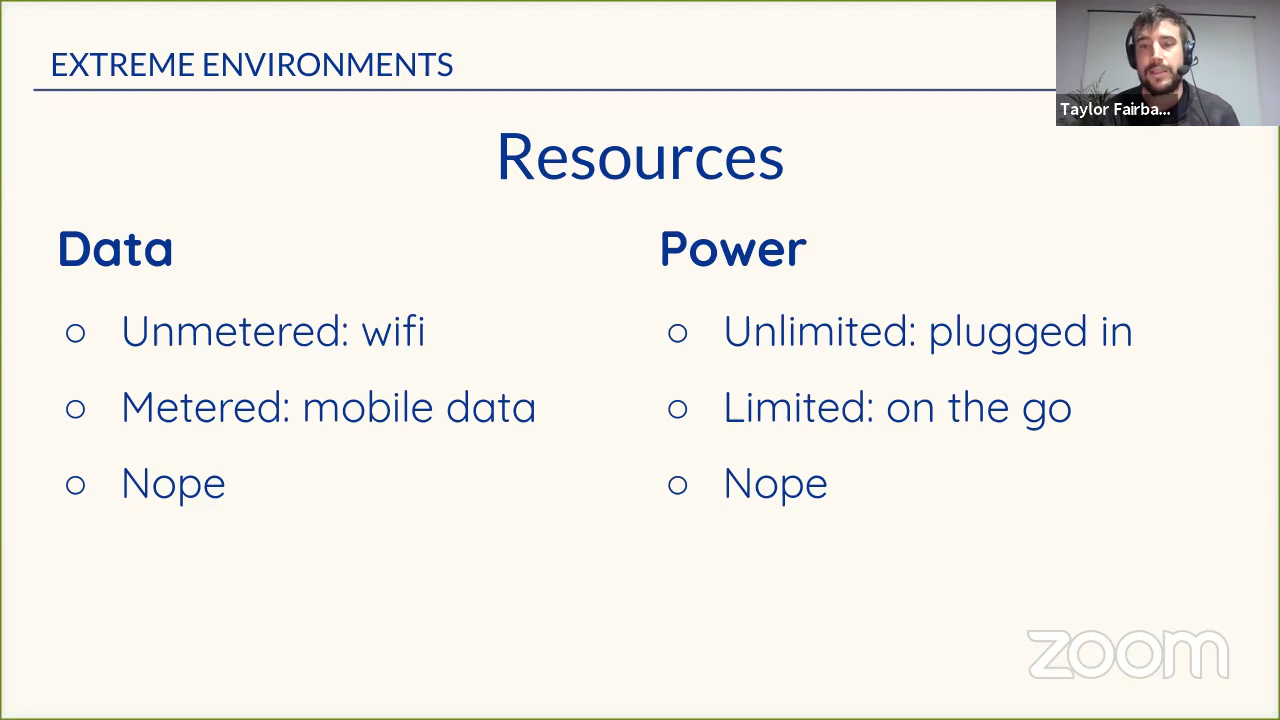 EXTREME ENVIRONMENTS
Taylor Fairba...
Resources
Data
○ Unmetered: wifi
○ Metered: mobile data
○ Nope
Power
○ Unlimited: plugged in
○ Limited: on the go
○ Nope
zoom